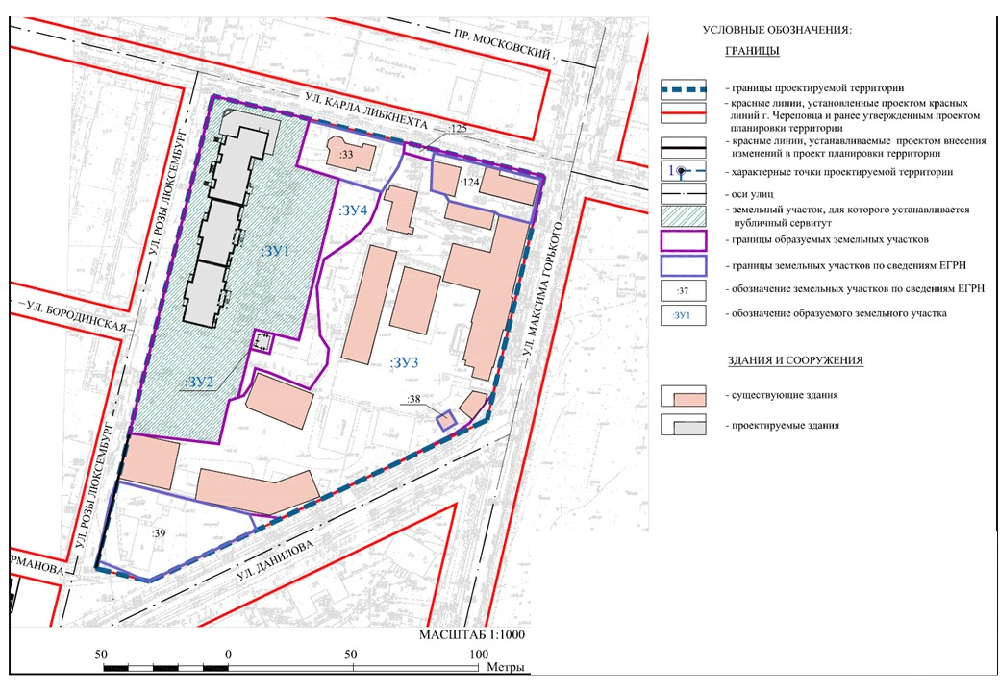 УСЛОВНЫЕ ОБОЗНАЧЕНИЯ:
ГРАНИЦЫ
- границы проектируемой территории
- красные линии, установленные проектом красных
линий г. Череповца и ранее утвержденным проектом
планировки территории
- красные линии, устанавливаемые проектом внесения
изменений в проект планировки территории
1
- характерные точки проектируемой территории
- оси улиц
- земельный участок, для которого устанавливается
публичный сервитут
- границы образуемых земельных участков
- границы земельных участков по сведениям ЕГРН
:37
- обозначение земельных участков по сведениям ЕГРН
:ЗУ1
- обозначение образуемого земельного участка
ЗДАНИЯ И СООРУЖЕНИЯ
- существующие здания
- проектируемые здания
ПР. МОСКОВСКИЙ
УЛ. КАРЛА ЛИБКНЕХТА
:125
:33
:124
УЛ. РОЗЫ ЛЮКСЕМБУРГ
:ЗУ4
:ЗУ1
УЛ. МАКСИМА ГОРЬКОГО
УЛ. БОРОДИНСКАЯ
:ЗУ3
:ЗУ2
:38
УЛ. РОЗЫ ЛЮКСЕМБУРГ
:39
УЛ. ДАНИЛОВА
РМАНОВА
МАСШТАБ 1:1000
50 0 50 100
Метры